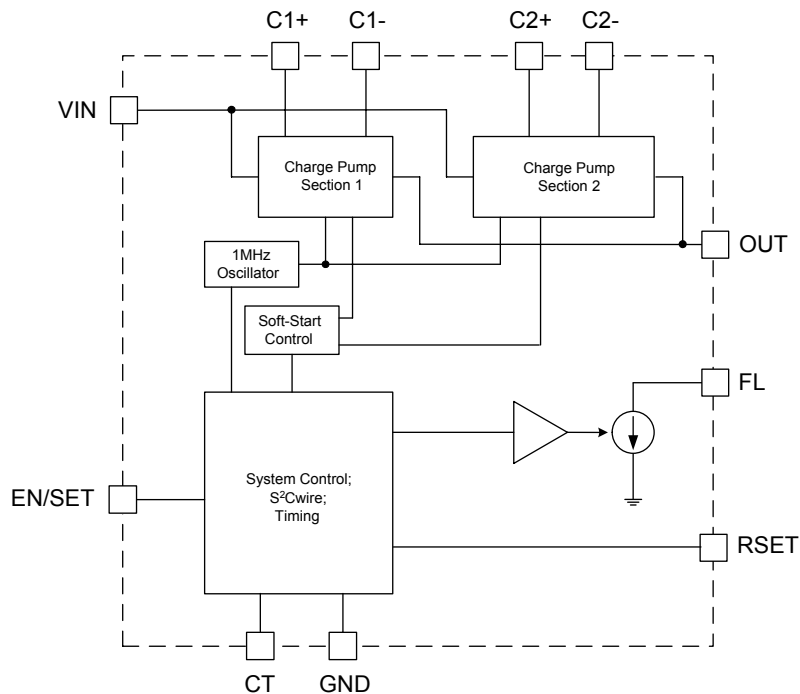 C1+
C1-
C2+
C2-
VIN
Charge Pump
Section 1
Charge Pump
Section 2
OUT
1MHz
Oscillator
Soft-Start
Control
FL
System Control;
S²Cwire;
Timing
EN/SET
RSET
CT
GND